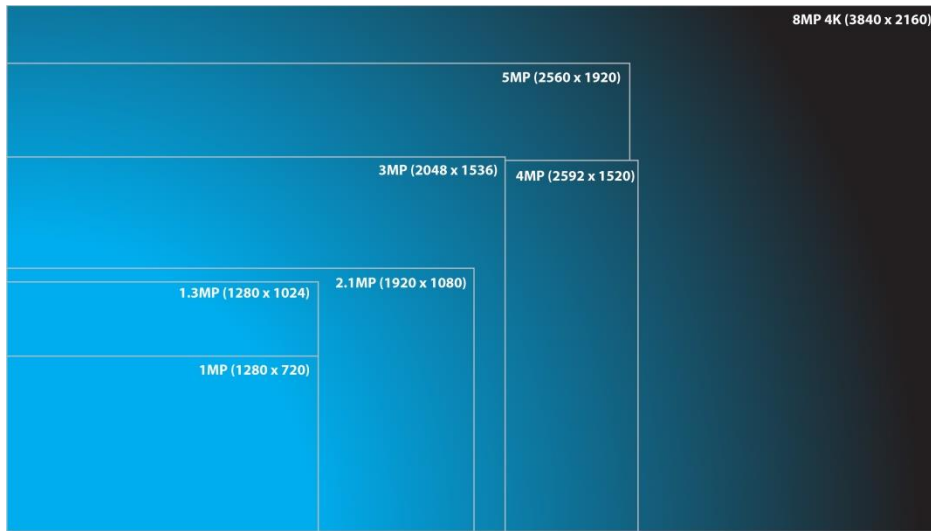 8MP 4K (3840 x 2160)
5MP (2560 x 1920)
3MP (2048 x 1536)
4MP (2592 x 1520)
2.1MP (1920 x 1080)
1.3MP (1280 x 1024)
1MP (1280 x 720)